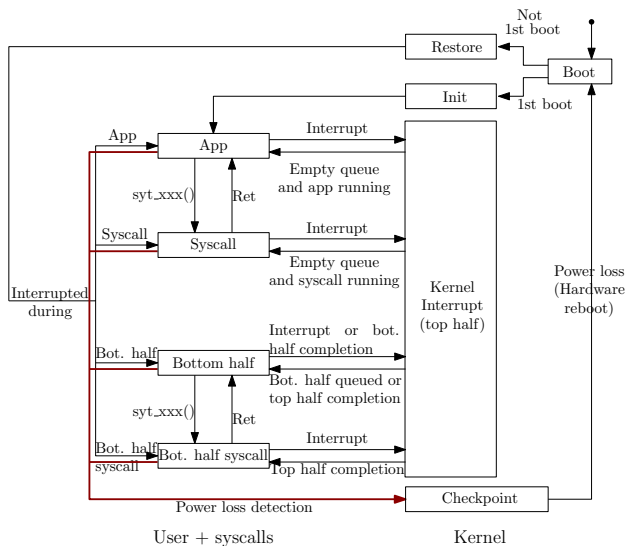 Not
1st boot
Restore
Boot
Init
1st boot
App
App
Interrupt
Empty queue
and app running
syt_xxx()
Ret
Syscall
Syscall
Interrupt
Empty queue
and syscall running
Kernel
Interrupt
(top half)
Power loss
(Hardware
reboot)
Interrupted
during
Bot. half
Bottom half
Interrupt or bot.
half completion
Bot. half queued or
top half completion
syt_xxx()
Ret
Bot. half
syscall
Bot. half syscall
Interrupt
Top half completion
Power loss detection
Checkpoint
User + syscalls
Kernel